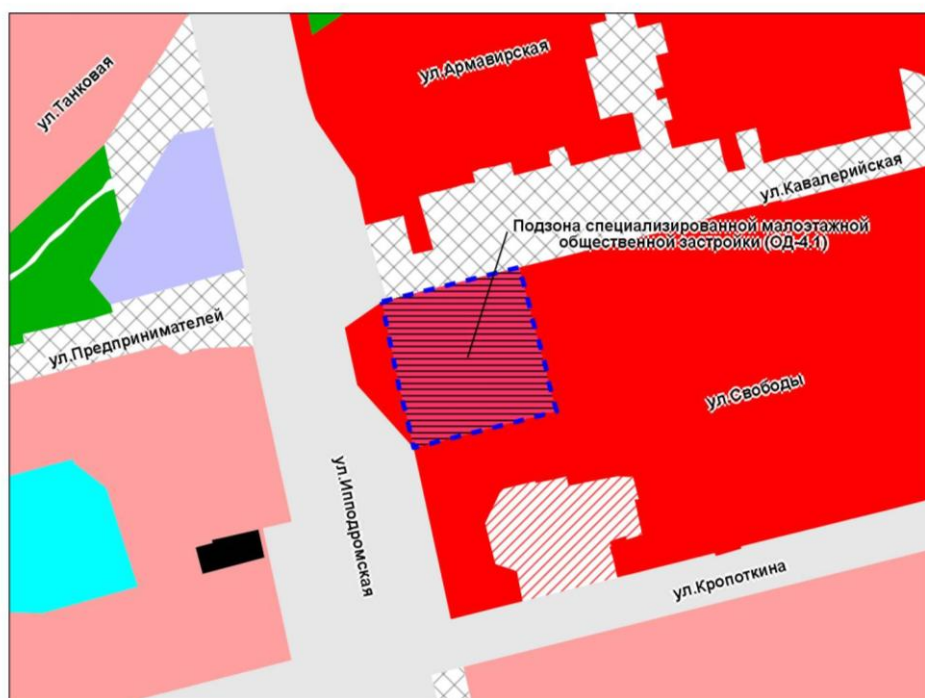 ул.Танковая
ул.Армавирская
ул.Кавалерийская
Подзона специализированной малоэтажной
общественной застройки (ОД-4.1)
ул.Предпринимателей
ул.Свободы
ул.Ипподромская
ул.Кропоткина